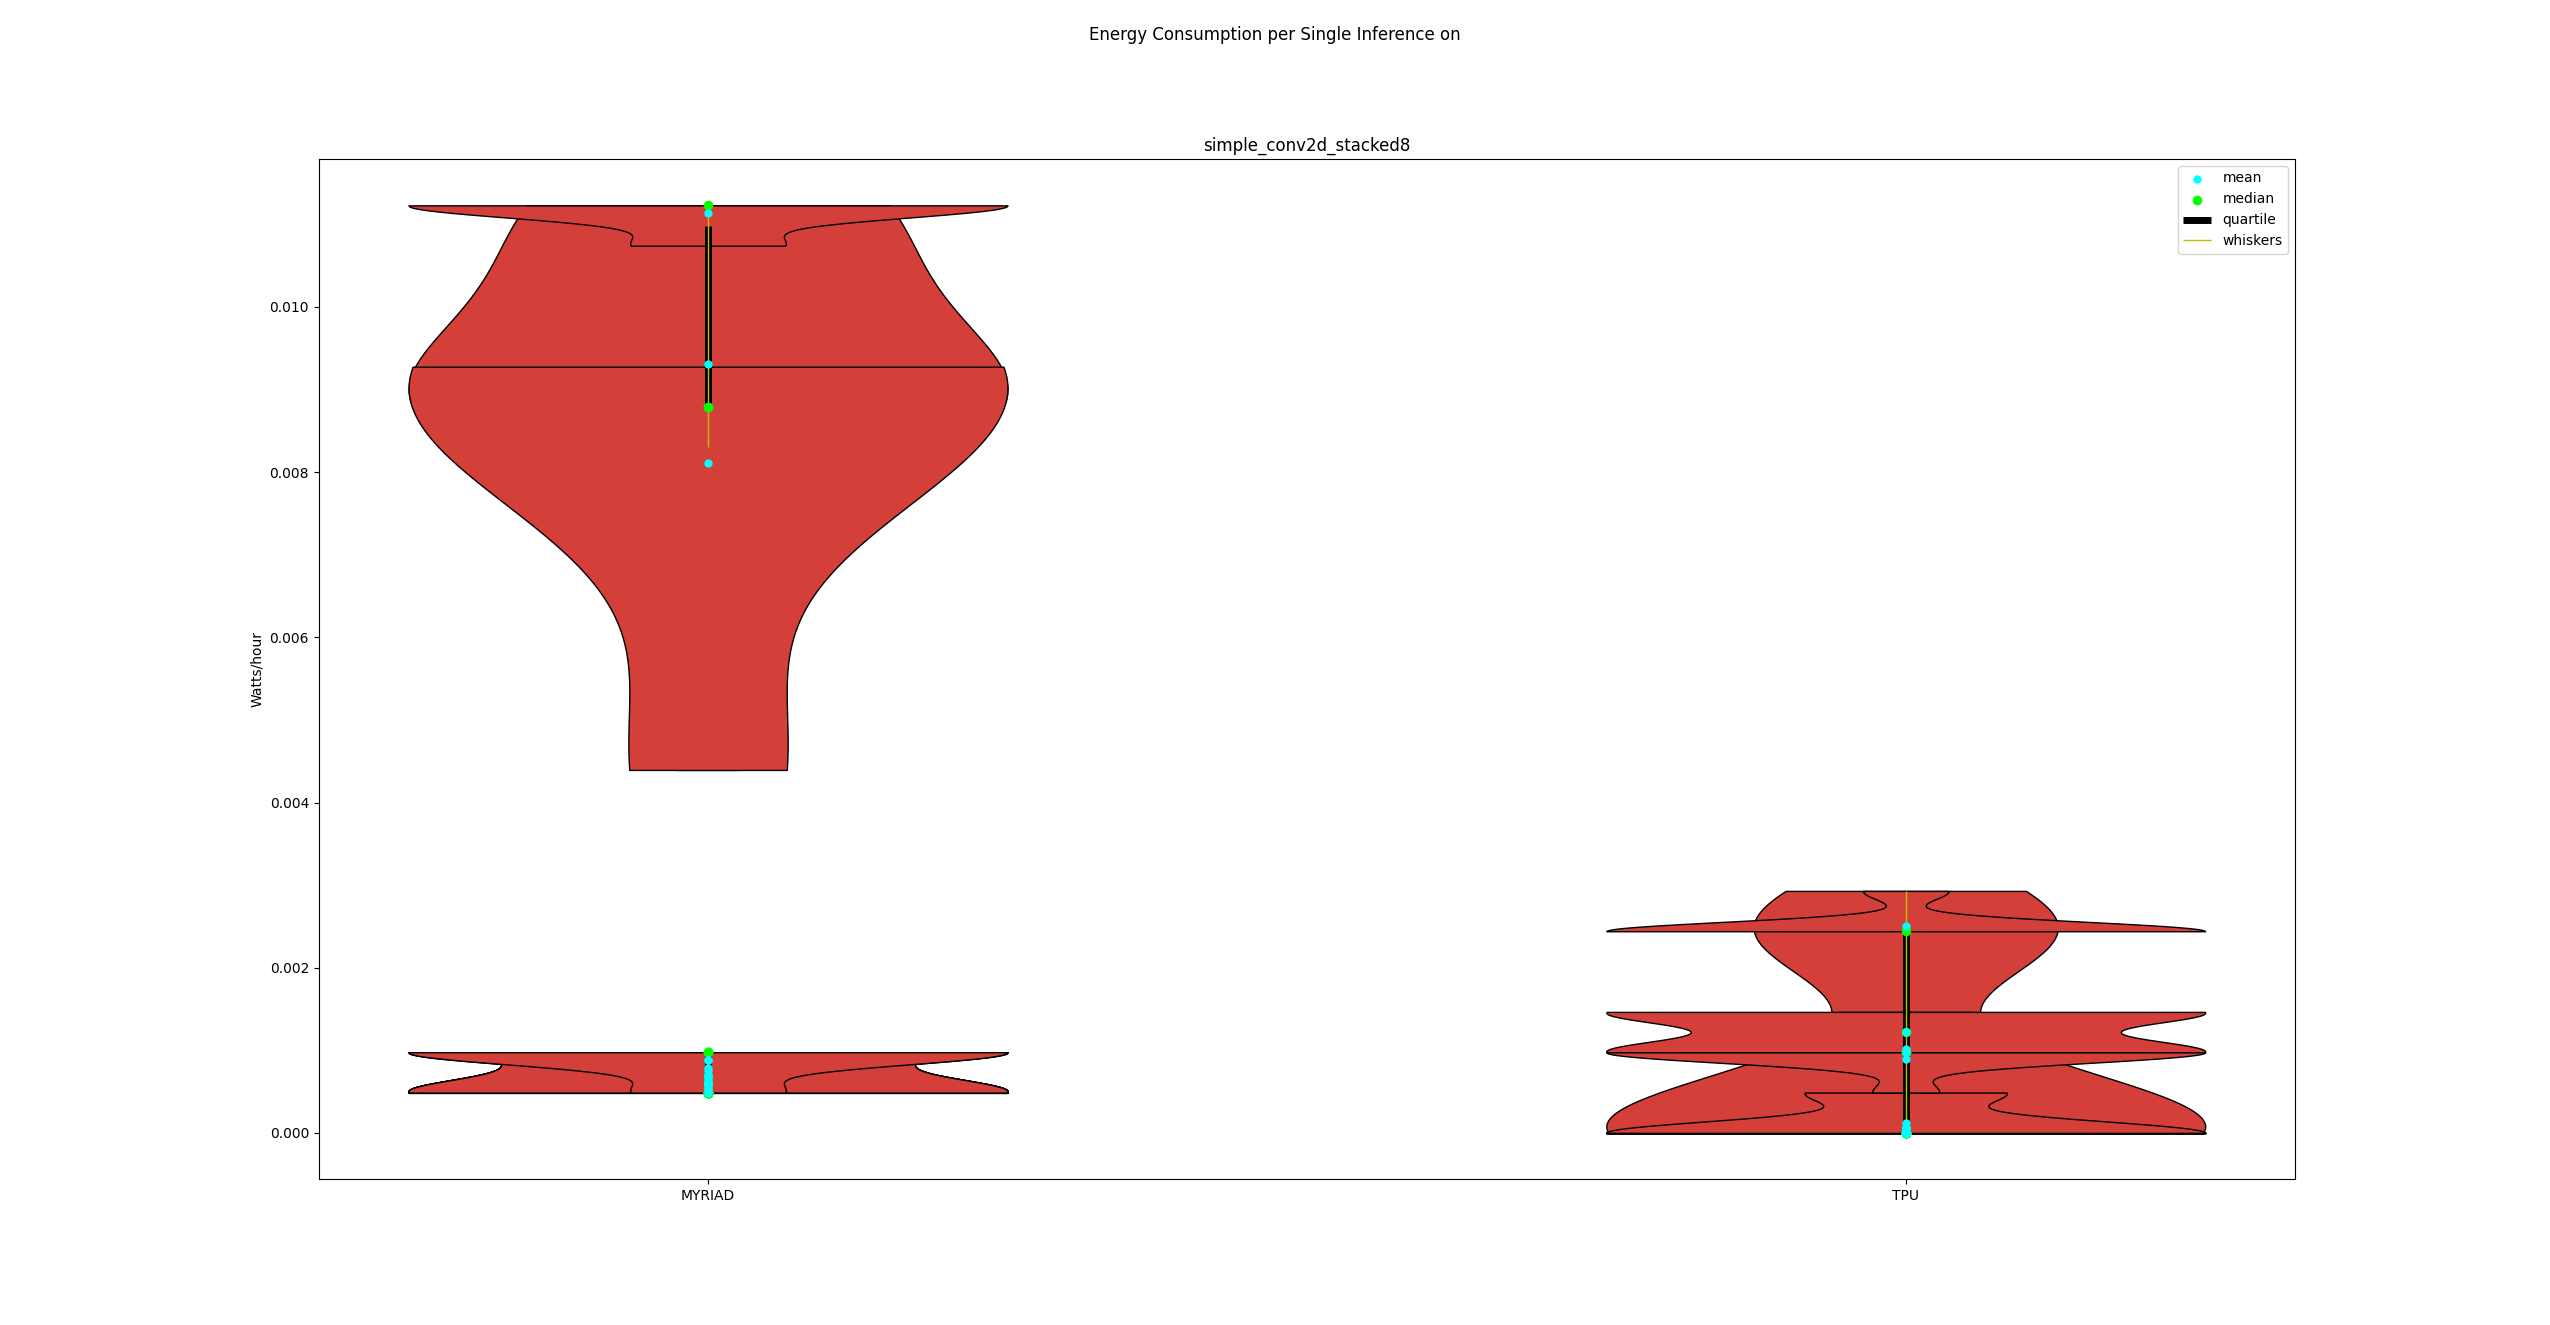 Energy Consumption per Single Inference on
simple_conv2d_stacked8
mean
median
quartile
whiskers
0.010
0.008
0.006
0.004
0.002
0.000
Watts/hour
MYRIAD
TPU